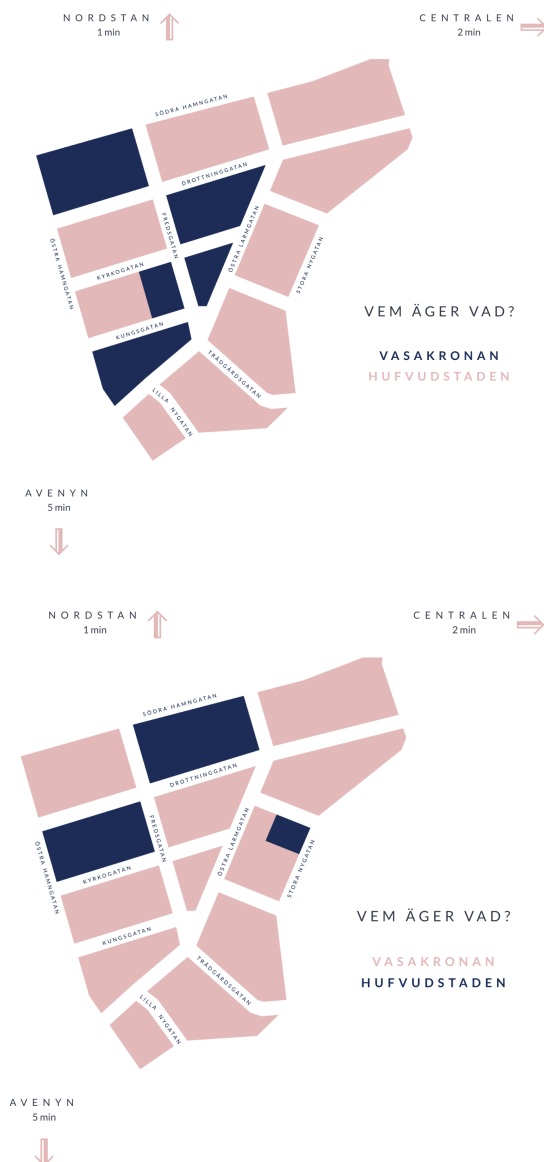 NORDSTAN
1 min
CENTRALEN
2 min
SÖDRA HAMNGATAN
DROTTNINGGATAN
FREDSGATAN
ÖSTRA LARMGATAN
ÖSTRA HAMNGATAN
STORA NYGATAN
KYRKOGATAN
KUNGSGATAN
TRÄDGÅRDSGATAN
LILLA NYGATAN
VEM ÄGER VAD?
VASAKRONAN
HUFVUDSTADEN
AVENYN
5 min
NORDSTAN
1 min
CENTRALEN
2 min
SÖDRA HAMNGATAN
DROTTNINGGATAN
FREDSGATAN
ÖSTRA LARMGATAN
ÖSTRA HAMNGATAN
STORA NYGATAN
KYRKOGATAN
KUNGSGATAN
TRÄDGÅRDSGATAN
LILLA NYGATAN
VEM ÄGER VAD?
VASAKRONAN
HUFVUDSTADEN
AVENYN
5 min